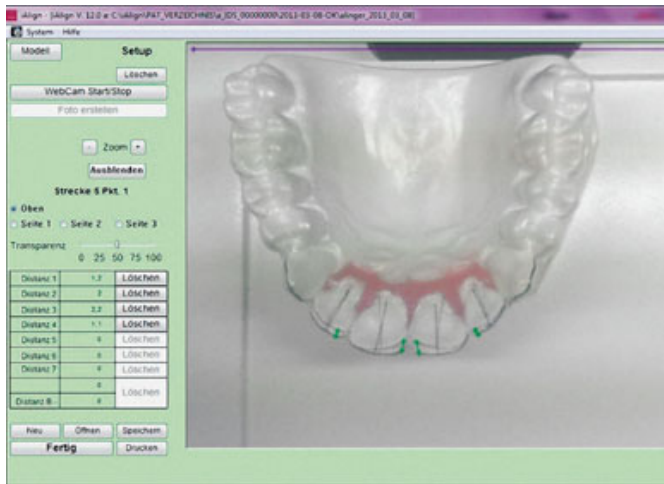 iAlign - [iAlign V. 12.0 a: C:\iAlign\PAT_VERZEICHNIS\a_IDS_00000000\2013-03-08-OK\alinger_2013_03_08]
System Hilfe
Modell Setup
Löschen
WebCam Start/Stop
Foto erstellen
- Zoom +
Ausblenden
Strecke 5 Pkt. 1
Oben
Seite 1 Seite 2 Seite 3
Transparenz
0 25 50 75 100
Distanz 1 1,2 Löschen
Distanz 2 2 Löschen
Distanz 3 2,2 Löschen
Distanz 4 1,1 Löschen
Distanz 5 0 Löschen
Distanz 6 0 Löschen
Distanz 7 0 Löschen
0
Löschen
Distanz 8 0
Neu Öffnen Speichern
Fertig Drucken